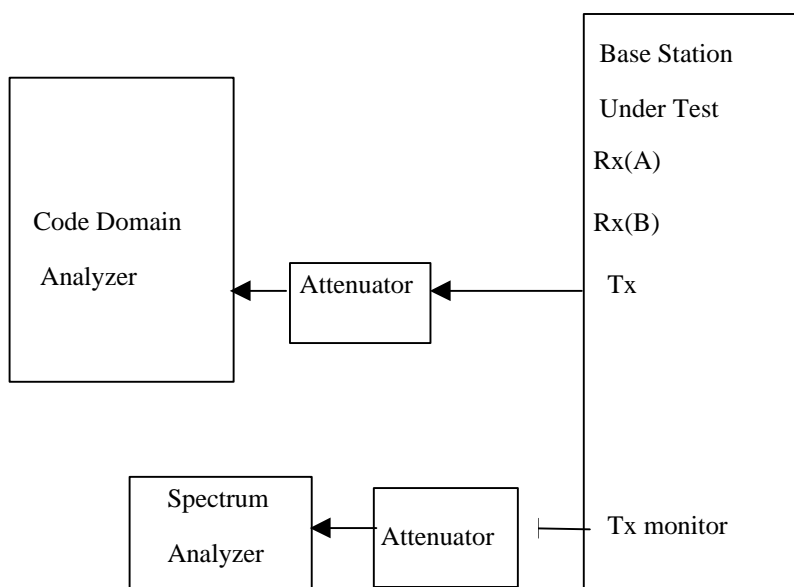 Base Station
Under Test
Rx(A)
Rx(B)
Tx
Code Domain
Analyzer
Attenuator
Spectrum
Analyzer
Attenuator
Tx monitor